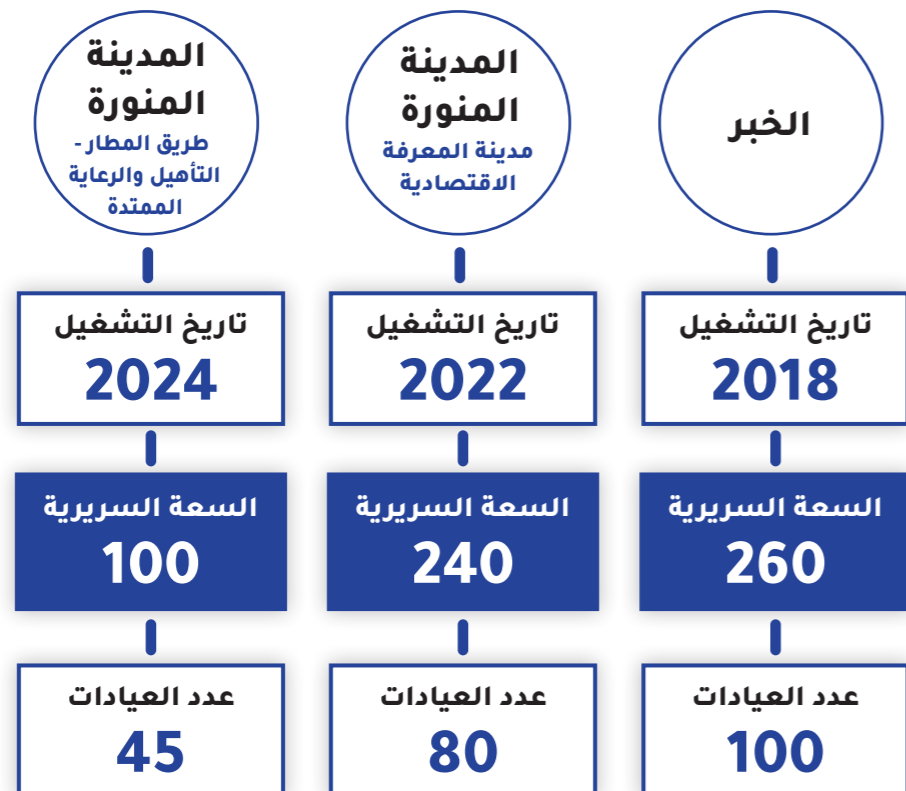 الخبر
تاريخ التشغيل
2018
السعة السريرية
260
عدد العيادات
100
المدينة
المنورة
مدينة المعرفة
الاقتصادية
تاريخ التشغيل
2022
السعة السريرية
240
عدد العيادات
80
المدينة
المنورة
طريق المطار -
التأهيل والرعاية
الممتدة
تاريخ التشغيل
2024
السعة السريرية
100
عدد العيادات
45